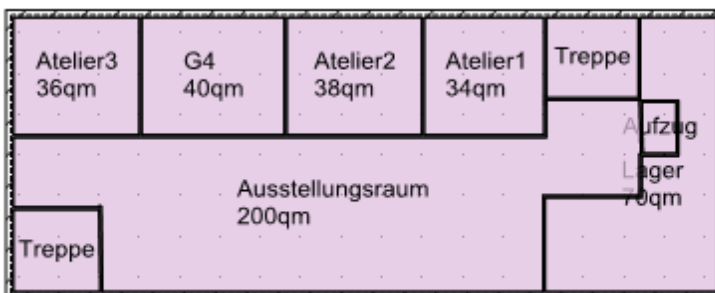 Atelier3
36qm
G4
40qm
Atelier2
38qm
Atelier1
34qm
Treppe
Aufzug
Lager
70qm
Ausstellungsraum
200qm
Treppe